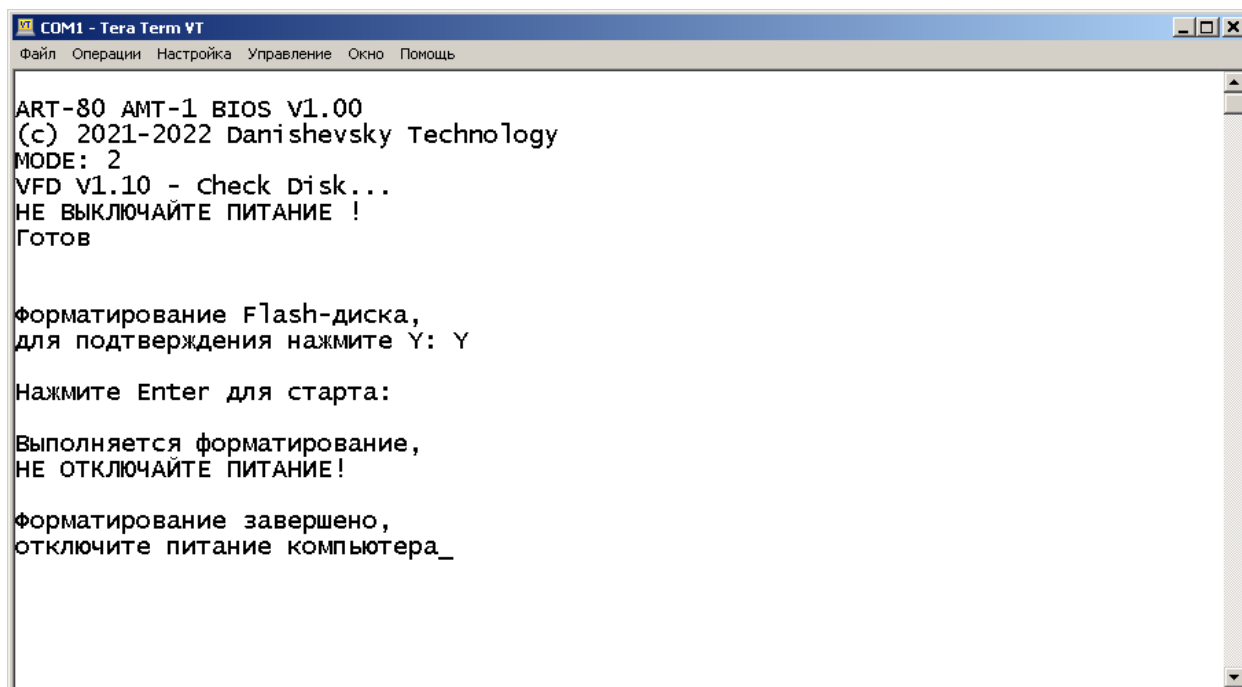 COM1 - Tera Term VT
Файл Операции Настройка Управление Окно Помощь
ART-80 AMT-1 BIOS V1.00
(c) 2021-2022 Danishevsky Technology
MODE: 2
VFD V1.10 - Check Disk...
НЕ ВЫКЛЮЧАЙТЕ ПИТАНИЕ !
Готов
Форматирование Flash-диска,
для подтверждения нажмите Y: Y
Нажмите Enter для старта:
Выполняется форматирование,
НЕ ОТКЛЮЧАЙТЕ ПИТАНИЕ!
Форматирование завершено,
отключите питание компьютера_